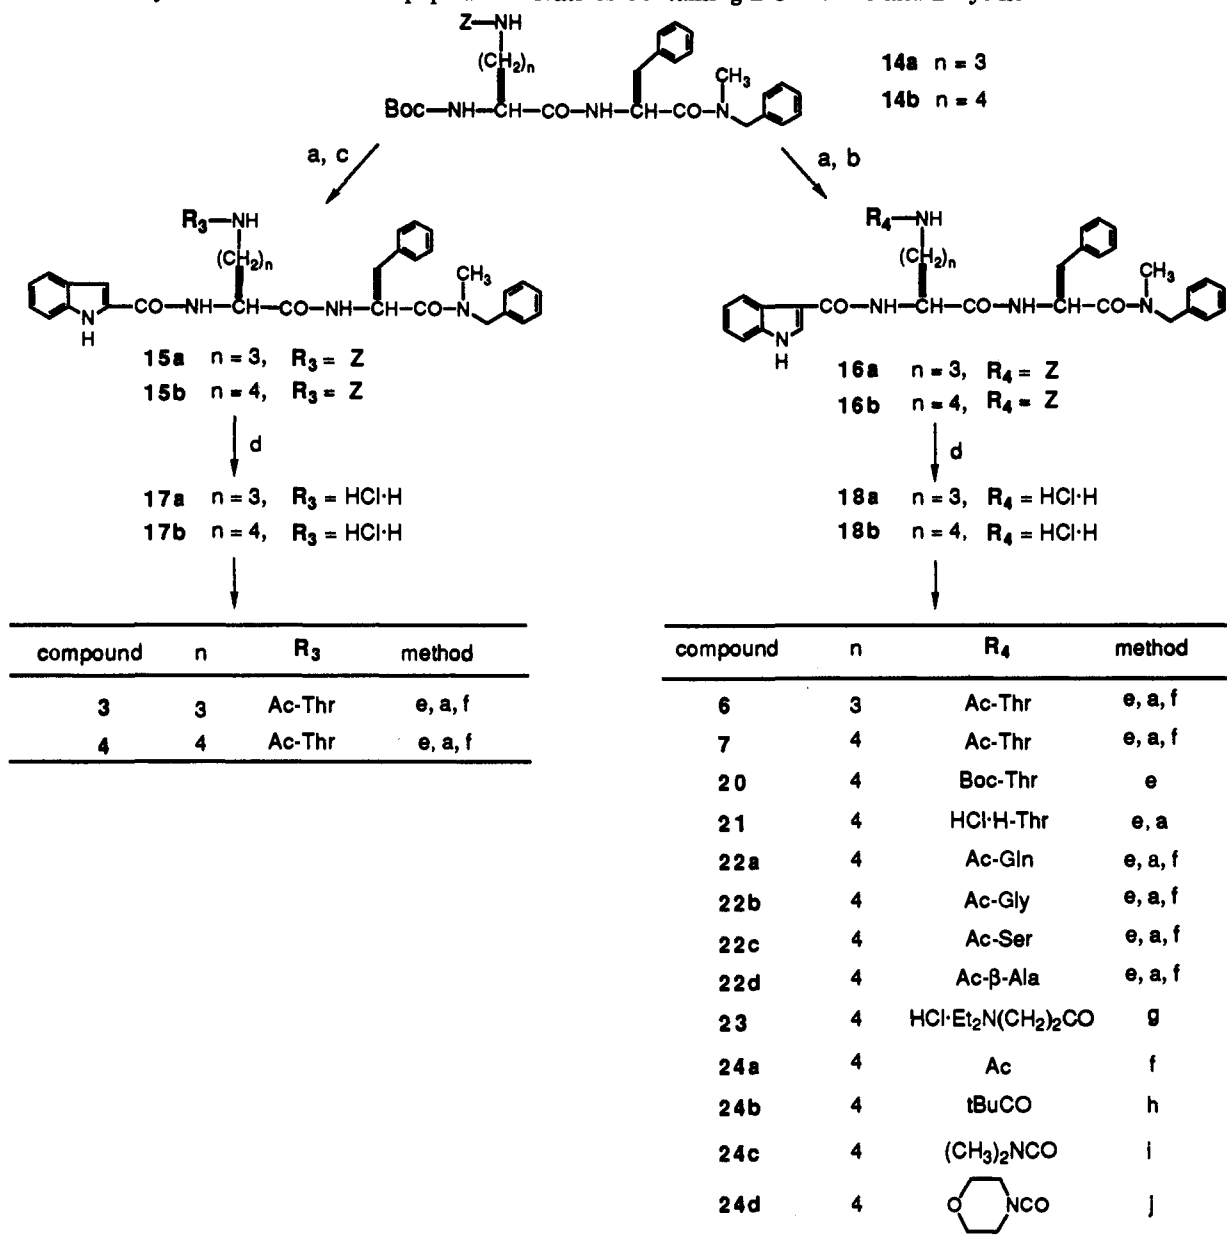 Z—NH
(CH₂)ₙ
CH₃
Boc—NH—CH—CO—NH—CH—CO—N
14a n = 3
14b n = 4
a, c
a, b
R₃—NH
(CH₂)ₙ
CH₃
CO—NH—CH—CO—NH—CH—CO—N
N
H
15a n = 3, R₃ = Z
15b n = 4, R₃ = Z
d
17a n = 3, R₃ = HCl·H
17b n = 4, R₃ = HCl·H
compound n R₃ method
3 3 Ac-Thr e, a, f
4 4 Ac-Thr e, a, f
R₄—NH
(CH₂)ₙ
CH₃
CO—NH—CH—CO—NH—CH—CO—N
N
H
16a n = 3, R₄ = Z
16b n = 4, R₄ = Z
d
18a n = 3, R₄ = HCl·H
18b n = 4, R₄ = HCl·H
compound n R₄ method
6 3 Ac-Thr e, a, f
7 4 Ac-Thr e, a, f
20 4 Boc-Thr e
21 4 HCl·H-Thr e, a
22a 4 Ac-Gln e, a, f
22b 4 Ac-Gly e, a, f
22c 4 Ac-Ser e, a, f
22d 4 Ac-β-Ala e, a, f
23 4 HCl·Et₂N(CH₂)₂CO g
24a 4 Ac f
24b 4 tBuCO h
24c 4 (CH₃)₂NCO i
24d 4 O NCO j